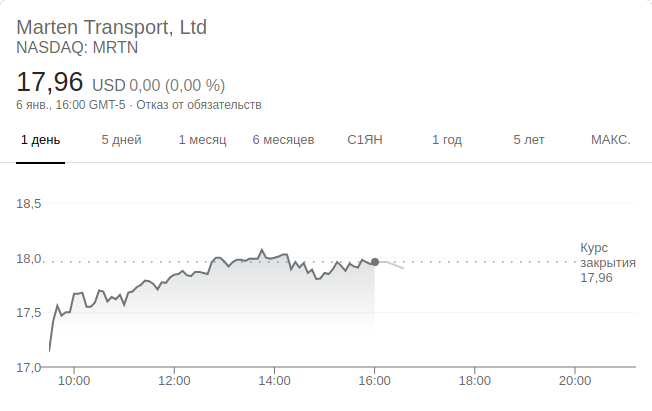 Marten Transport, Ltd
NASDAQ: MRTN
17,96 USD 0,00 (0,00 %)
6 янв., 16:00 GMT-5 · Отказ от обязательств
1 день 5 дней 1 месяц 6 месяцев С1ЯН 1 год 5 лет МАКС.
18,5
18,0
17,5
17,0
Курс
закрытия
17,96
10:00 12:00 14:00 16:00 18:00 20:00